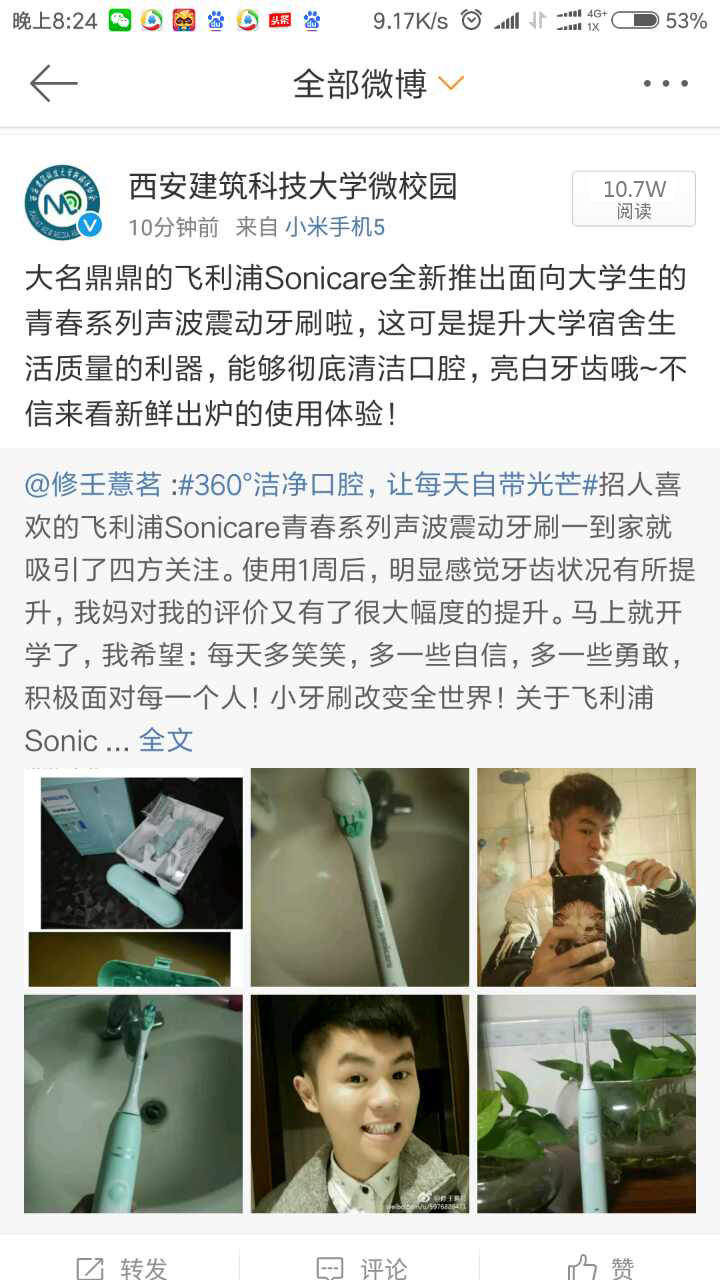 晚上8:24
9.17K/s
4G+
1X
53%
全部微博
西安建筑科技大学微校园
10分钟前 来自 小米手机5
10.7W
阅读
大名鼎鼎的飞利浦Sonicare全新推出面向大学生的
青春系列声波震动牙刷啦，这可是提升大学宿舍生
活质量的利器，能够彻底清洁口腔，亮白牙齿哦~不
信来看新鲜出炉的使用体验！
@修壬薏茗 :#360°洁净口腔，让每天自带光芒#招人喜
欢的飞利浦Sonicare青春系列声波震动牙刷一到家就
吸引了四方关注。使用1周后，明显感觉牙齿状况有所提
升，我妈对我的评价又有了很大幅度的提升。马上就开
学了，我希望：每天多笑笑，多一些自信，多一些勇敢，
积极面对每一个人！小牙刷改变全世界！关于飞利浦
Sonic ... 全文
转发
评论
赞